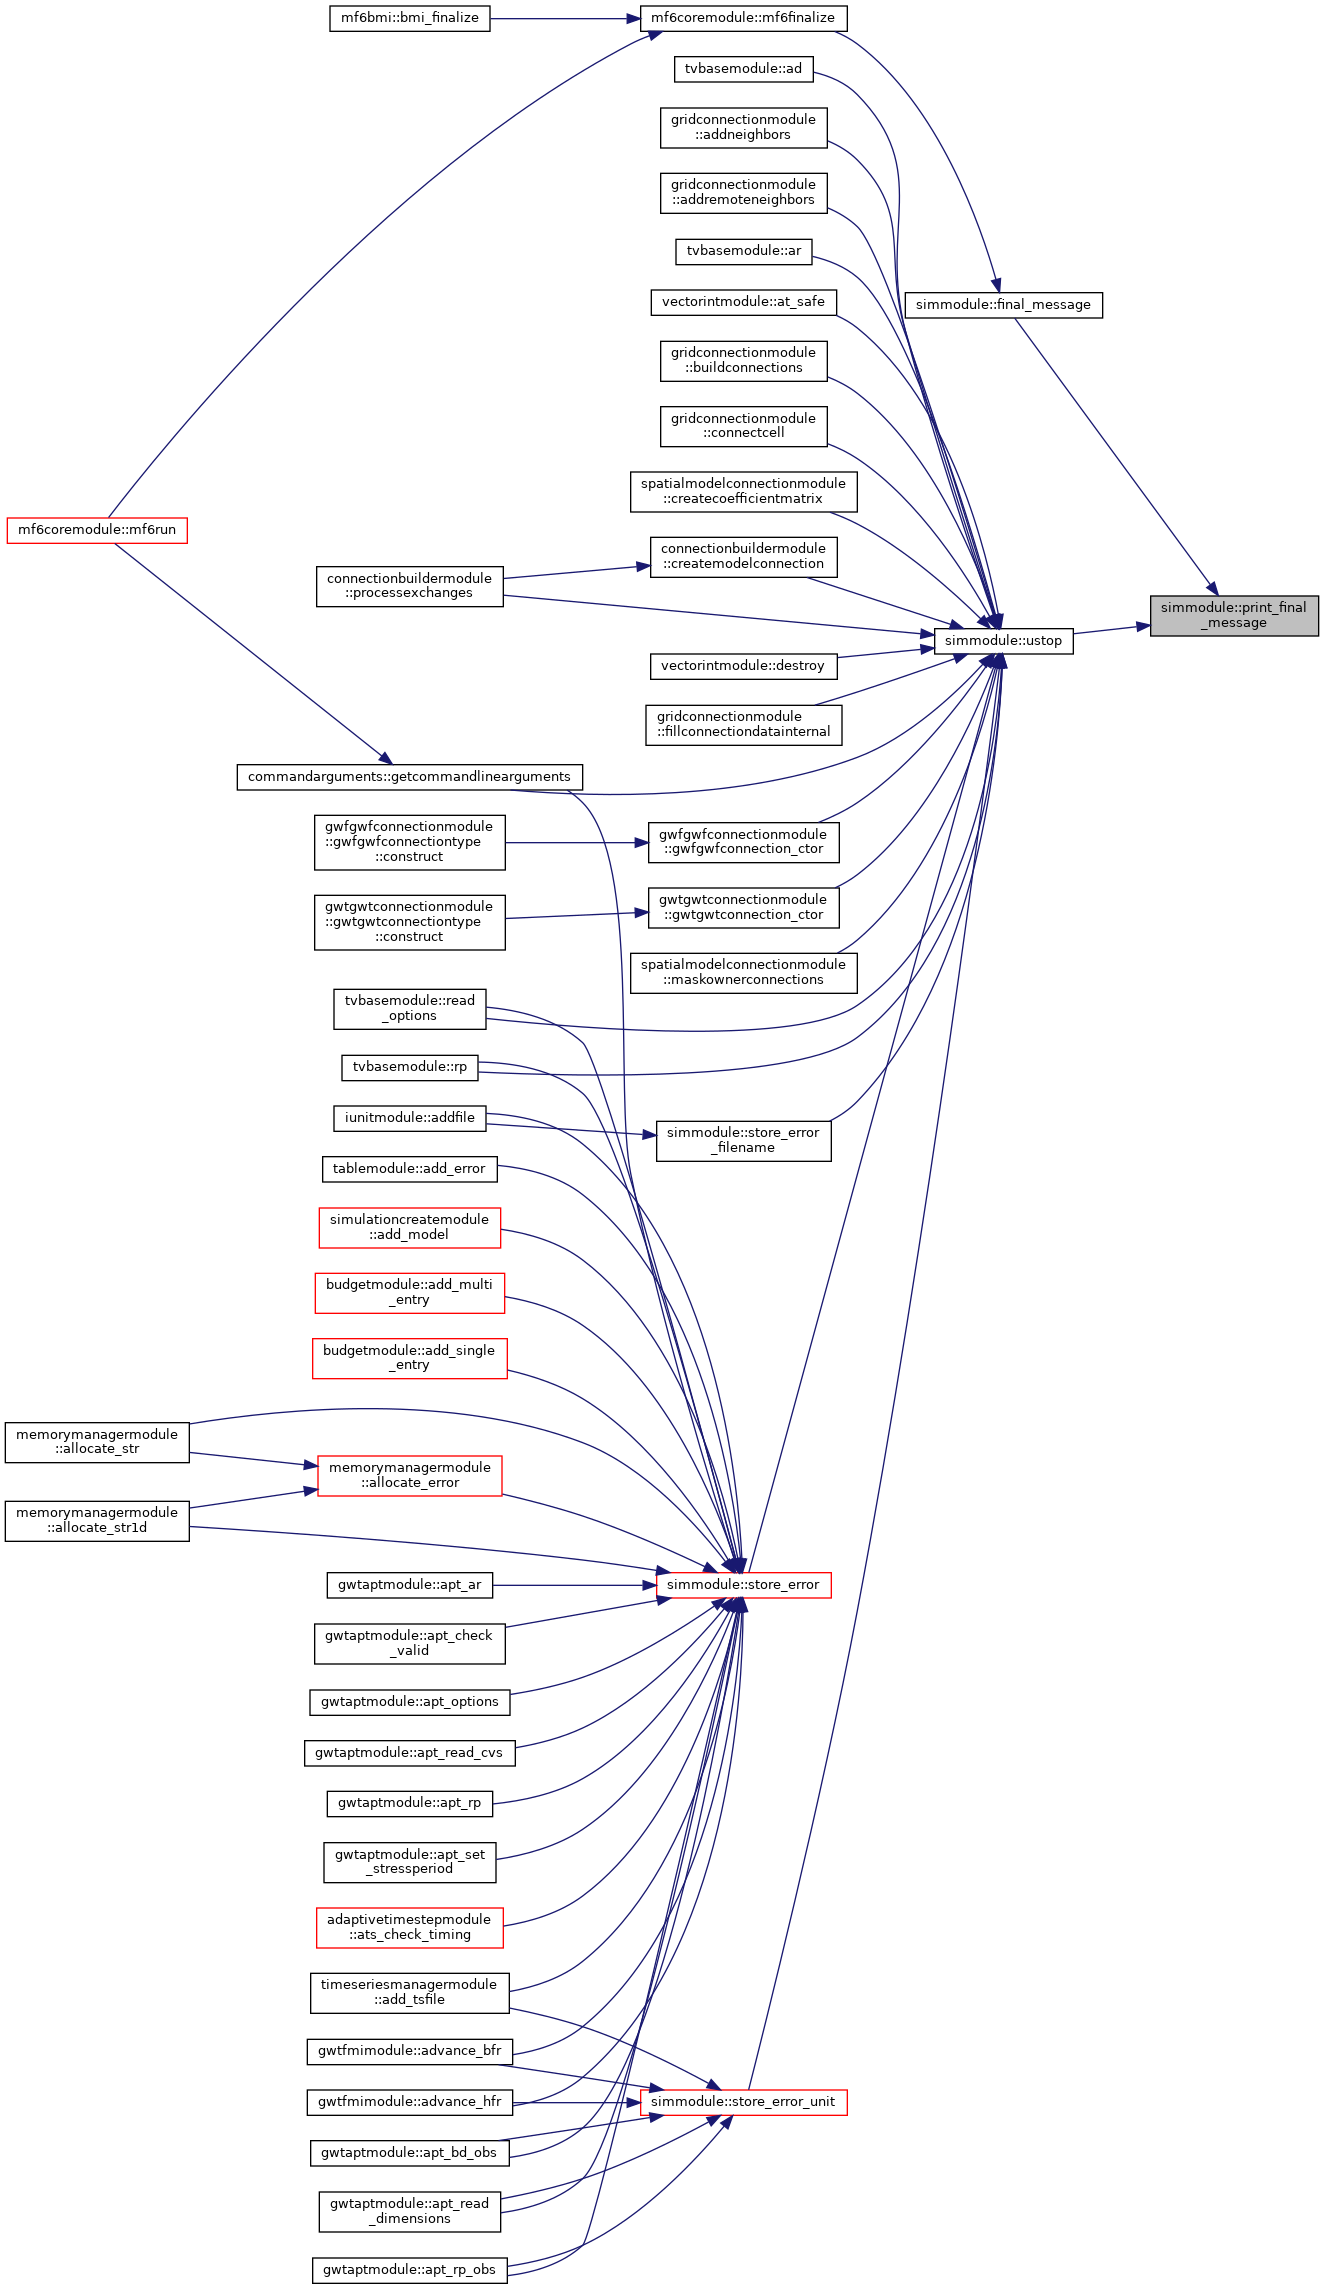 mf6bmi::bmi_finalize
mf6coremodule::mf6finalize
tvbasemodule::ad
gridconnectionmodule
::addneighbors
gridconnectionmodule
::addremoteneighbors
tvbasemodule::ar
vectorintmodule::at_safe
simmodule::final_message
gridconnectionmodule
::buildconnections
gridconnectionmodule
::connectcell
spatialmodelconnectionmodule
::createcoefficientmatrix
mf6coremodule::mf6run
connectionbuildermodule
::createmodelconnection
connectionbuildermodule
::processexchanges
simmodule::print_final
_message
simmodule::ustop
vectorintmodule::destroy
gridconnectionmodule
::fillconnectiondatainternal
commandarguments::getcommandlinearguments
gwfgwfconnectionmodule
::gwfgwfconnectiontype
::construct
gwfgwfconnectionmodule
::gwfgwfconnection_ctor
gwtgwtconnectionmodule
::gwtgwtconnectiontype
::construct
gwtgwtconnectionmodule
::gwtgwtconnection_ctor
spatialmodelconnectionmodule
::maskownerconnections
tvbasemodule::read
_options
tvbasemodule::rp
iunitmodule::addfile
simmodule::store_error
_filename
tablemodule::add_error
simulationcreatemodule
::add_model
budgetmodule::add_multi
_entry
budgetmodule::add_single
_entry
memorymanagermodule
::allocate_str
memorymanagermodule
::allocate_error
memorymanagermodule
::allocate_str1d
gwtaptmodule::apt_ar
simmodule::store_error
gwtaptmodule::apt_check
_valid
gwtaptmodule::apt_options
gwtaptmodule::apt_read_cvs
gwtaptmodule::apt_rp
gwtaptmodule::apt_set
_stressperiod
adaptivetimestepmodule
::ats_check_timing
timeseriesmanagermodule
::add_tsfile
gwtfmimodule::advance_bfr
gwtfmimodule::advance_hfr
simmodule::store_error_unit
gwtaptmodule::apt_bd_obs
gwtaptmodule::apt_read
_dimensions
gwtaptmodule::apt_rp_obs